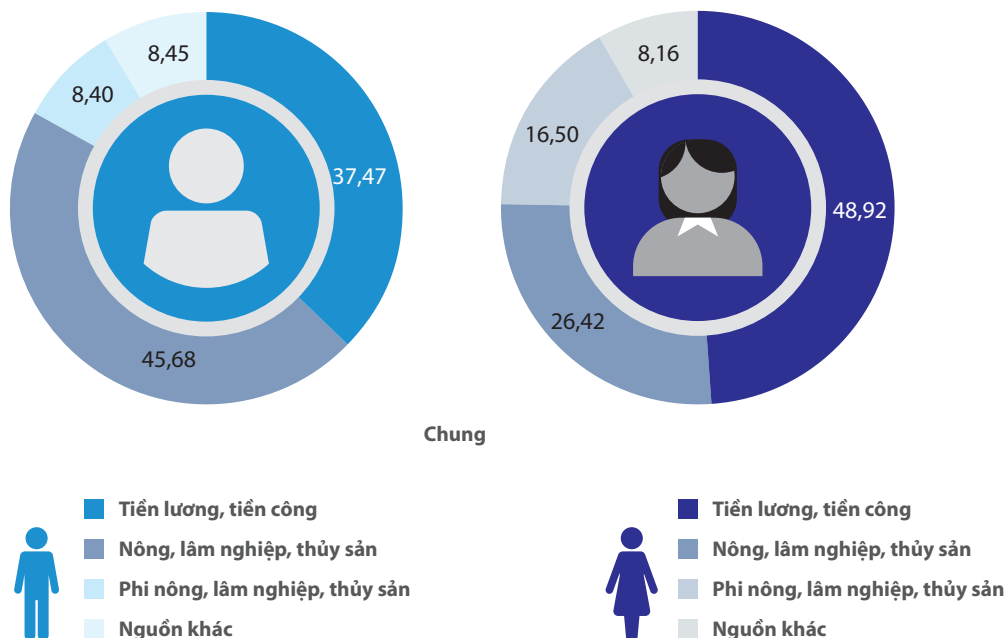 8,45
8,40
37,47
45,68
8,16
16,50
48,92
26,42
Chung
Tiền lương, tiền công
Nông, lâm nghiệp, thủy sản
Phi nông, lâm nghiệp, thủy sản
Nguồn khác
Tiền lương, tiền công
Nông, lâm nghiệp, thủy sản
Phi nông, lâm nghiệp, thủy sản
Nguồn khác